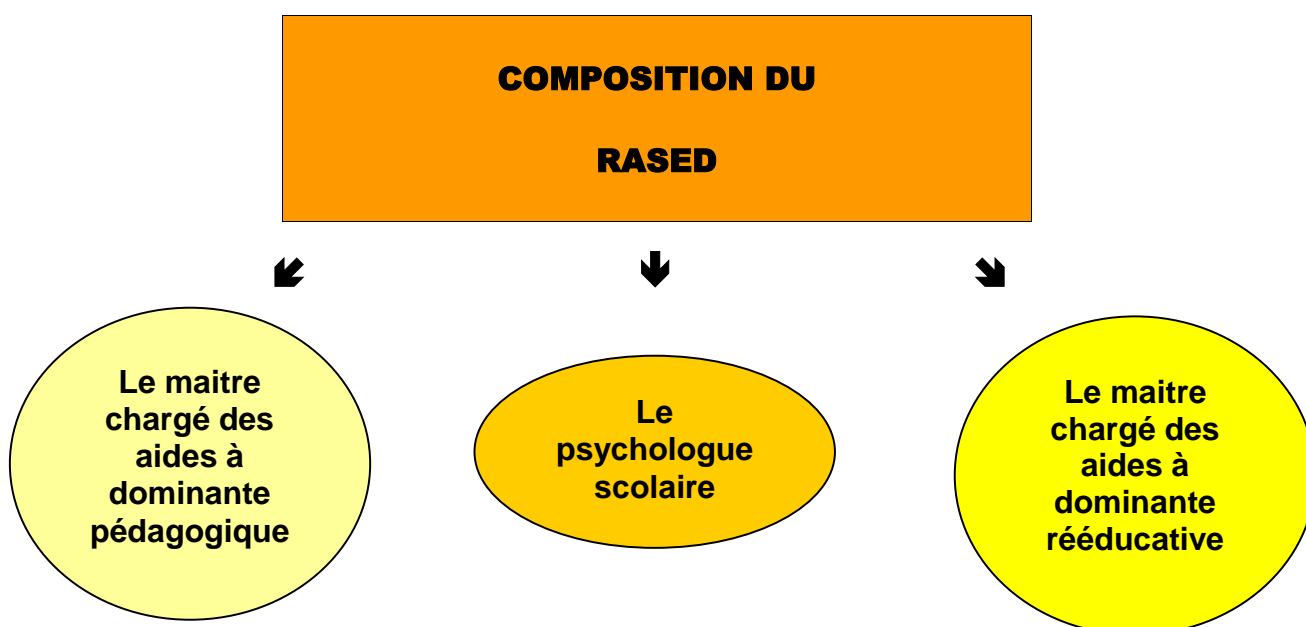 COMPOSITION DU
RASED
Le maitre
chargé des
aides à
dominante
pédagogique
Le
psychologue
scolaire
Le maitre
chargé des
aides à
dominante
rééducative